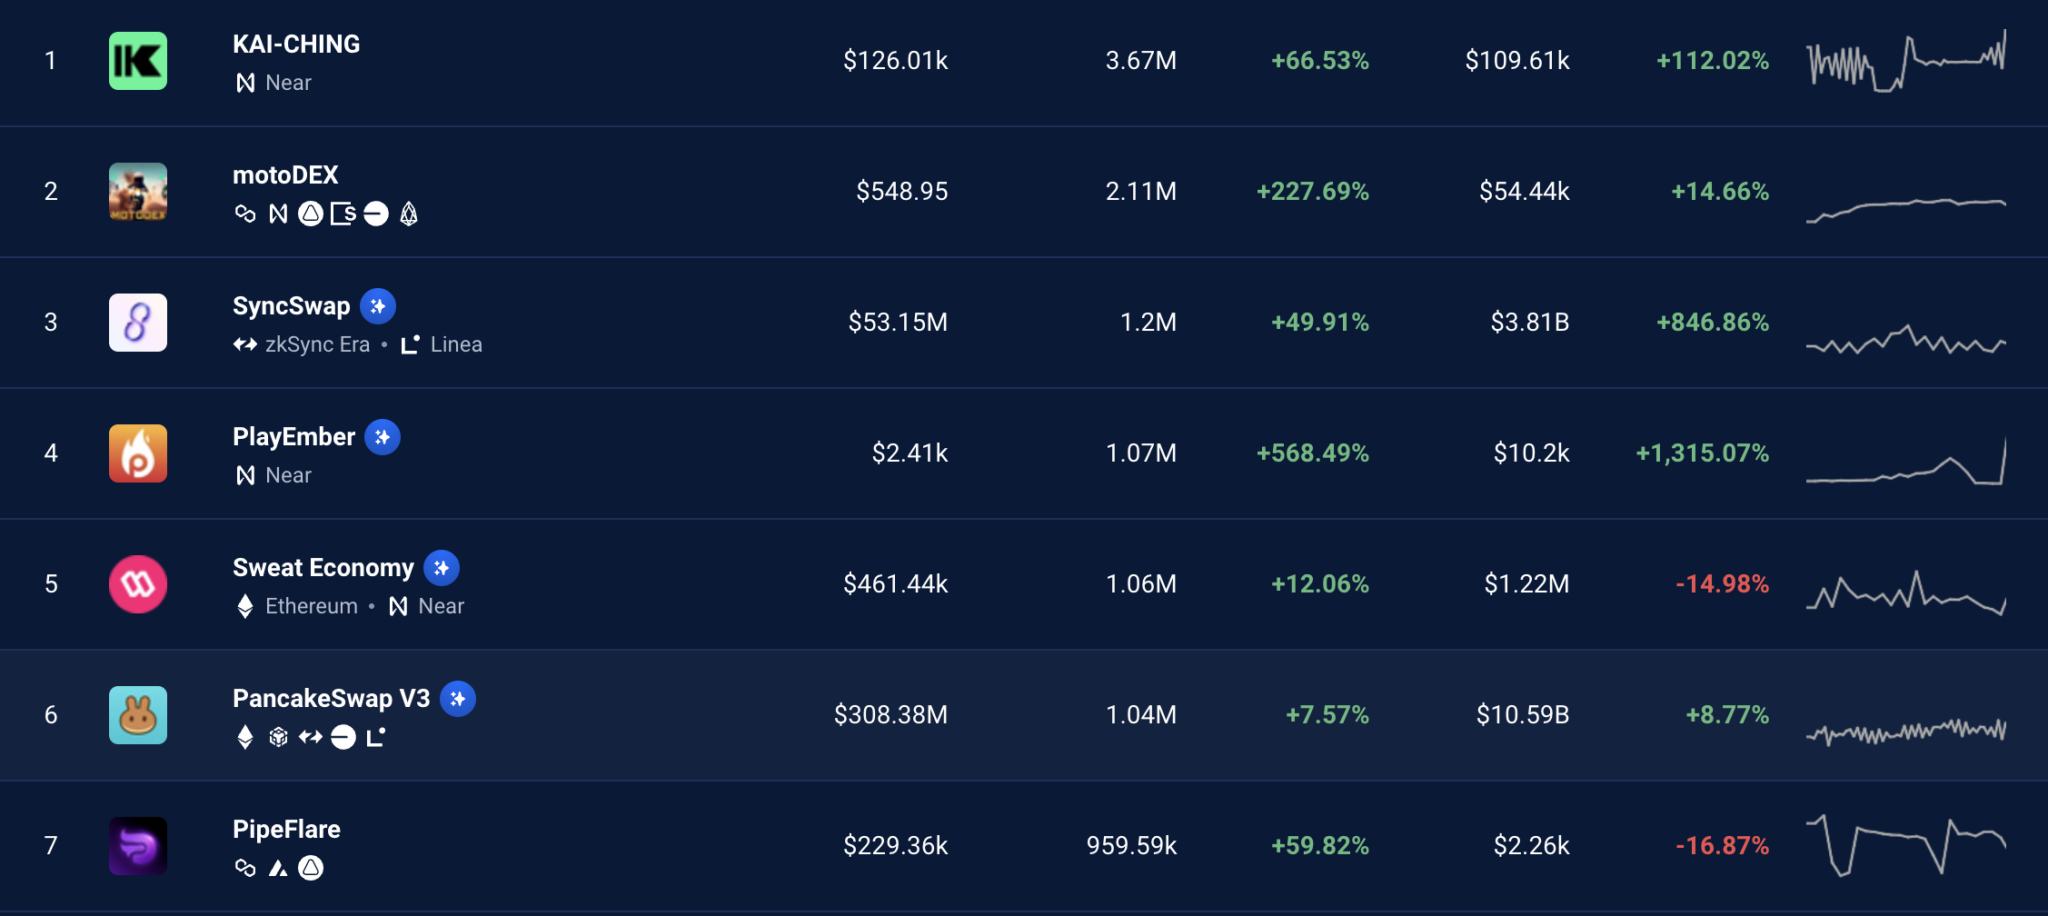 1 KAI-CHING $126.01k 3.67M +66.53% $109.61k +112.02%
Near
2 motoDEX $548.95 2.11M +227.69% $54.44k +14.66%
MOTODEX
3 SyncSwap $53.15M 1.2M +49.91% $3.81B +846.86%
zkSync Era • Linea
4 PlayEmber $2.41k 1.07M +568.49% $10.2k +1,315.07%
Near
5 Sweat Economy $461.44k 1.06M +12.06% $1.22M -14.98%
Ethereum • Near
6 PancakeSwap V3 $308.38M 1.04M +7.57% $10.59B +8.77%
7 PipeFlare $229.36k 959.59k +59.82% $2.26k -16.87%